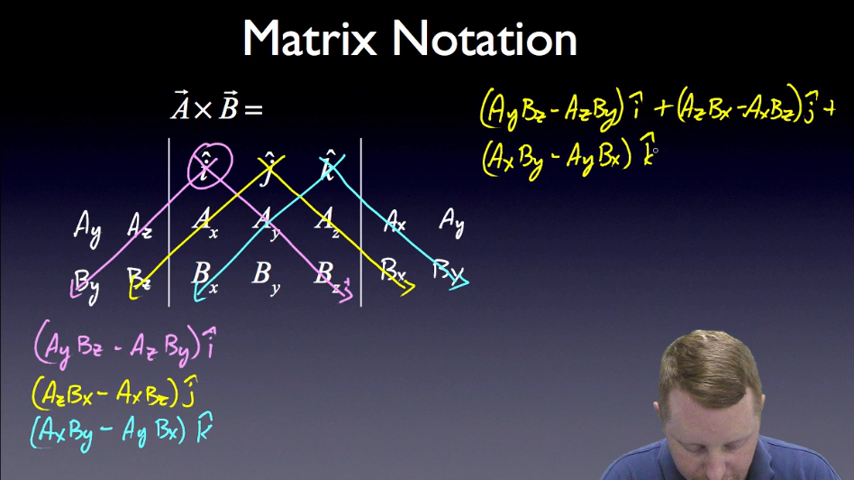 Matrix Notation
A⃗ × B⃗ =
(AyBz - AzBy) î + (AzBx - AxBz) ĵ +
(AxBy - AyBx) k̂
î ĵ k̂
Ay Az Ax Ay Az Ax Ay
By Bz Bx By Bz Bx By
(AyBz - AzBy) î
(AzBx - AxBz) ĵ
(AxBy - AyBx) k̂